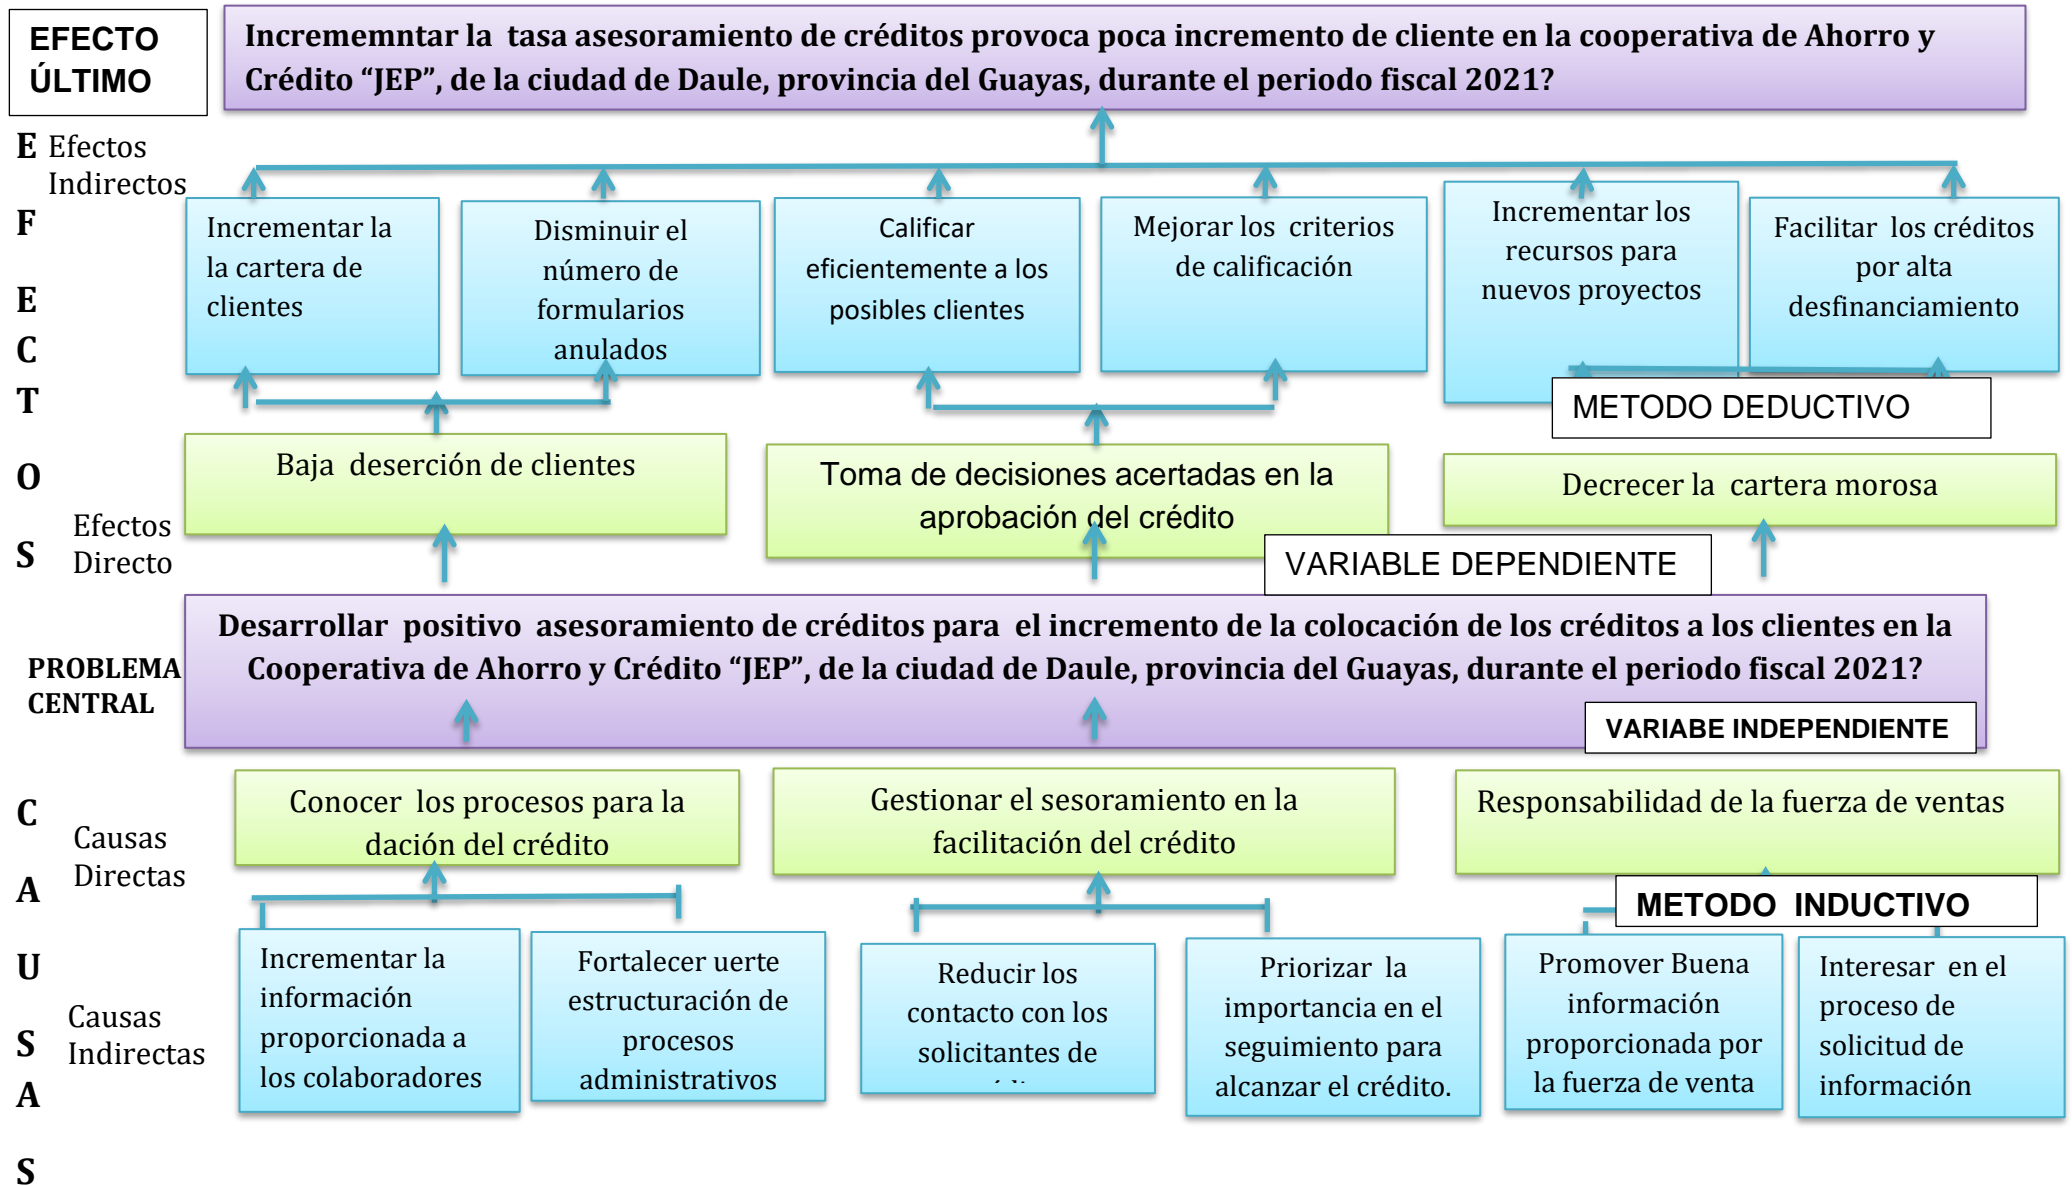 EFECTO
ÚLTIMO
Incrememntar la tasa asesoramiento de créditos provoca poca incremento de cliente en la cooperativa de Ahorro y
Crédito “JEP”, de la ciudad de Daule, provincia del Guayas, durante el periodo fiscal 2021?
E
F
E
C
T
O
S
Efectos
Indirectos
Incrementar la
la cartera de
clientes
Disminuir el
número de
formularios
anulados
Calificar
eficientemente a los
posibles clientes
Mejorar los criterios
de calificación
Incrementar los
recursos para
nuevos proyectos
Facilitar los créditos
por alta
desfinanciamiento
METODO DEDUCTIVO
Efectos
Directo
Baja deserción de clientes
Toma de decisiones acertadas en la
aprobación del crédito
Decrecer la cartera morosa
VARIABLE DEPENDIENTE
PROBLEMA
CENTRAL
Desarrollar positivo asesoramiento de créditos para el incremento de la colocación de los créditos a los clientes en la
Cooperativa de Ahorro y Crédito “JEP”, de la ciudad de Daule, provincia del Guayas, durante el periodo fiscal 2021?
VARIABE INDEPENDIENTE
C
A
U
S
A
S
Causas
Directas
Conocer los procesos para la
dación del crédito
Gestionar el sesoramiento en la
facilitación del crédito
Responsabilidad de la fuerza de ventas
METODO INDUCTIVO
Causas
Indirectas
Incrementar la
información
proporcionada a
los colaboradores
Fortalecer uerte
estructuración de
procesos
administrativos
Reducir los
contacto con los
solicitantes de
Priorizar la
importancia en el
seguimiento para
alcanzar el crédito.
Promover Buena
información
proporcionada por
la fuerza de venta
Interesar en el
proceso de
solicitud de
información